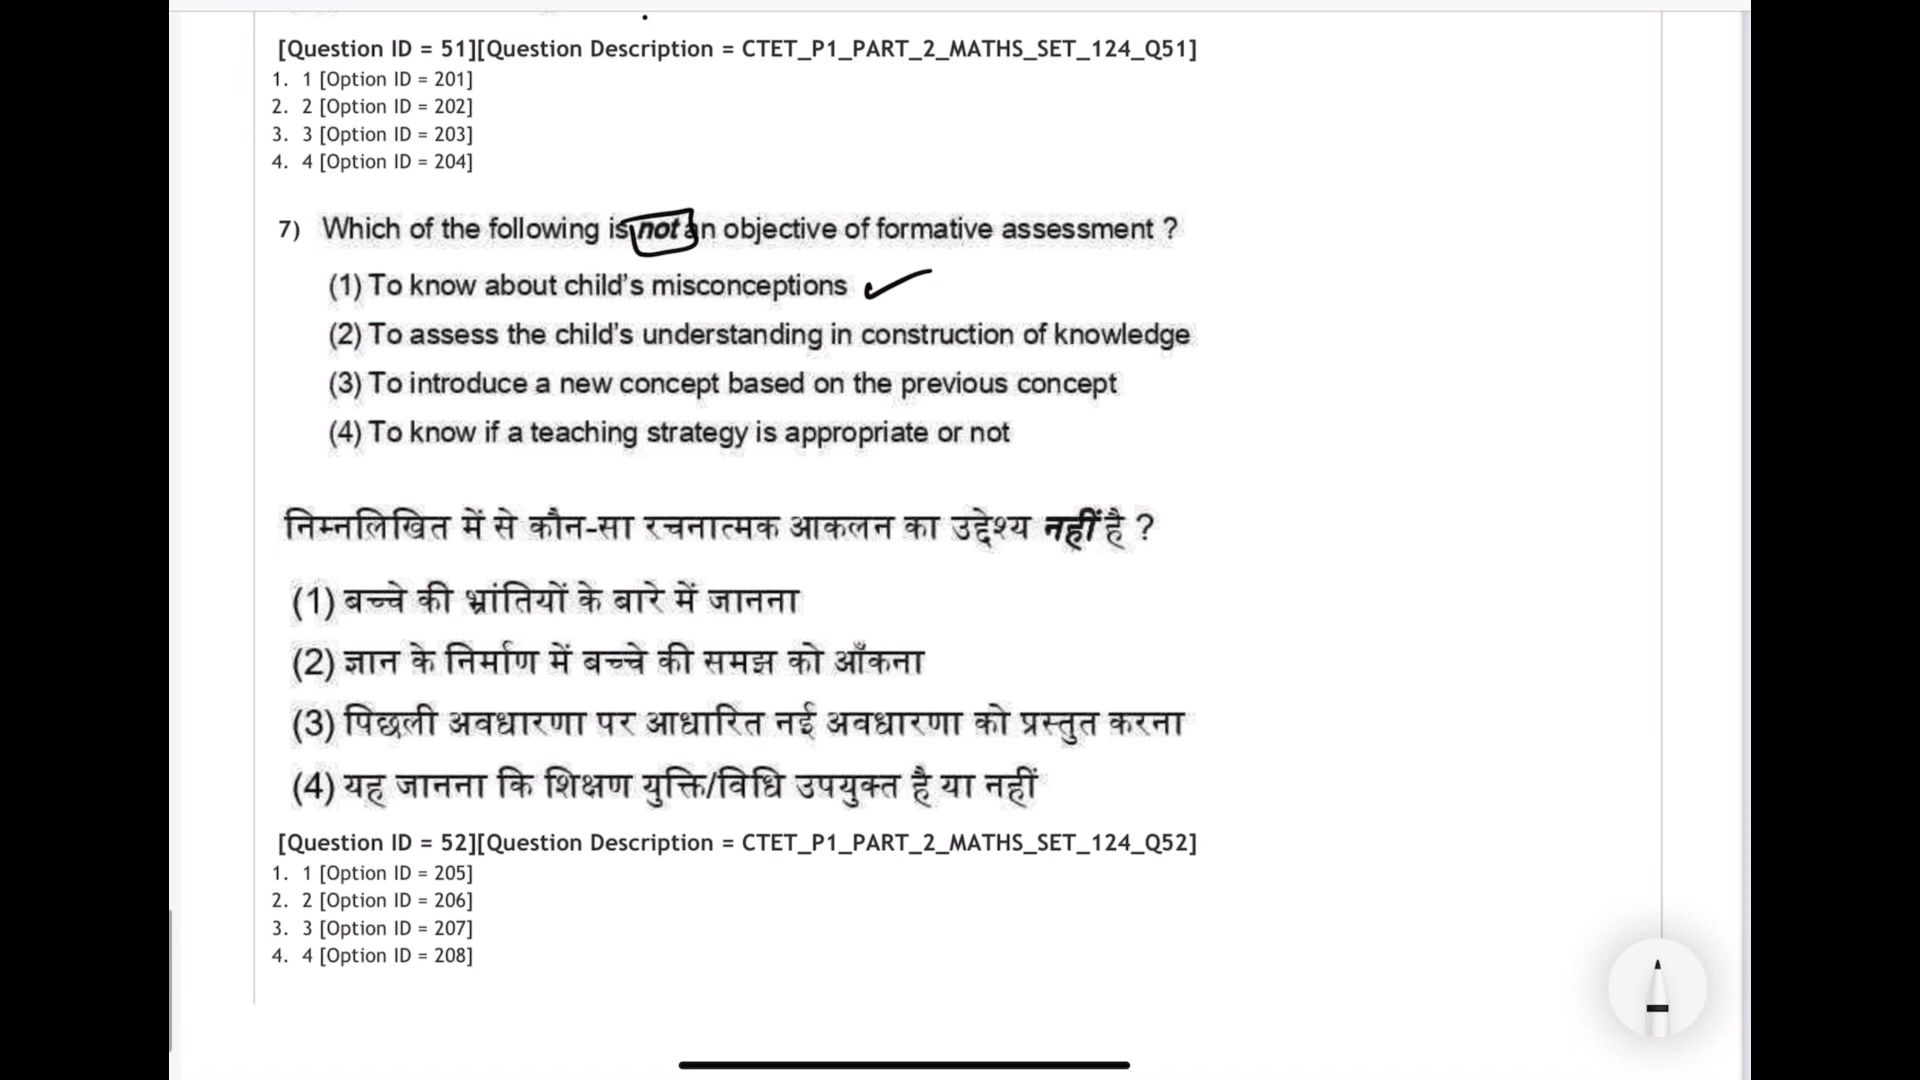 [Question ID = 51][Question Description = CTET_P1_PART_2_MATHS_SET_124_Q51]
1. 1 [Option ID = 201]
2. 2 [Option ID = 202]
3. 3 [Option ID = 203]
4. 4 [Option ID = 204]
7) Which of the following is not an objective of formative assessment ?
(1) To know about child's misconceptions
(2) To assess the child's understanding in construction of knowledge
(3) To introduce a new concept based on the previous concept
(4) To know if a teaching strategy is appropriate or not
निम्नलिखित में से कौन-सा रचनात्मक आकलन का उद्देश्य नहीं है ?
(1) बच्चे की भ्रांतियों के बारे में जानना
(2) ज्ञान के निर्माण में बच्चे की समझ को आँकना
(3) पिछली अवधारणा पर आधारित नई अवधारणा को प्रस्तुत करना
(4) यह जानना कि शिक्षण युक्ति/विधि उपयुक्त है या नहीं
[Question ID = 52][Question Description = CTET_P1_PART_2_MATHS_SET_124_Q52]
1. 1 [Option ID = 205]
2. 2 [Option ID = 206]
3. 3 [Option ID = 207]
4. 4 [Option ID = 208]